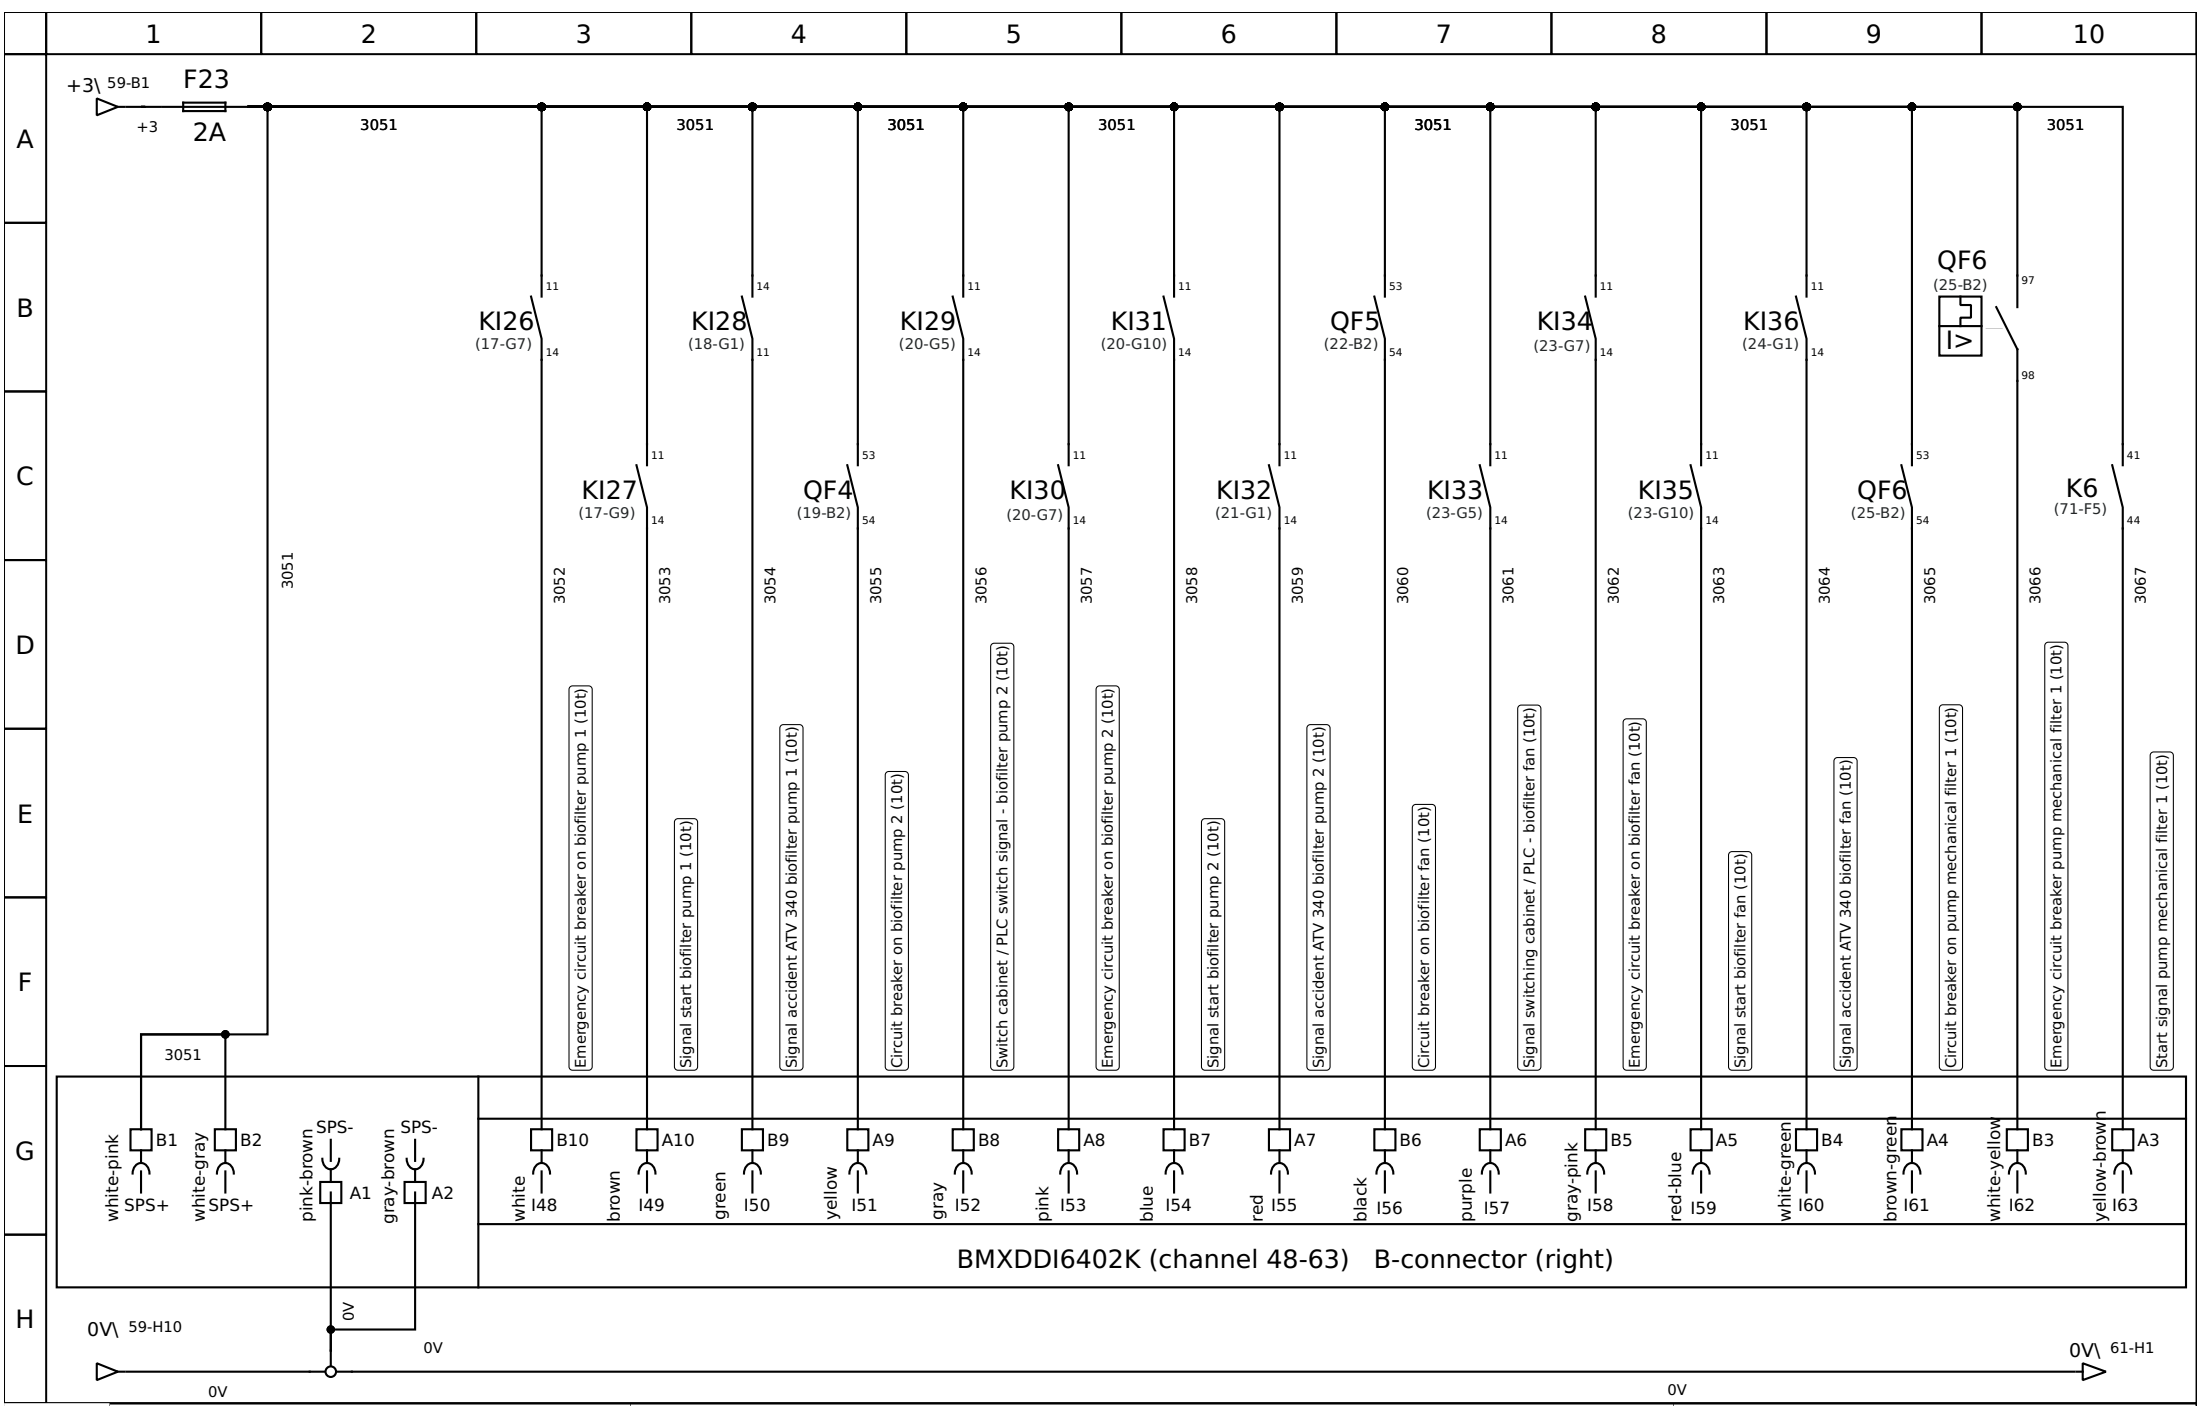 1 2 3 4 5 6 7 8 9 10
A
B
C
D
E
F
G
H
+3\ 59-B1
F23
+3
2A
3051 3051 3051 3051 3051 3051 3051
KI26
(17-G7)
11
14
KI28
(18-G1)
14
11
KI29
(20-G5)
11
14
KI31
(20-G10)
11
14
QF5
(22-B2)
53
54
KI34
(23-G7)
11
14
KI36
(24-G1)
11
14
QF6
(25-B2)
I>
97
98
KI27
(17-G9)
11
14
QF4
(19-B2)
53
54
KI30
(20-G7)
11
14
KI32
(21-G1)
11
14
KI33
(23-G5)
11
14
KI35
(23-G10)
11
14
QF6
(25-B2)
53
54
K6
(71-F5)
41
44
3051
3052
3053
3054
3055
3056
3057
3058
3059
3060
3061
3062
3063
3064
3065
3066
3067
Emergency circuit breaker on biofilter pump 1 (10t)
Signal start biofilter pump 1 (10t)
Signal accident ATV 340 biofilter pump 1 (10t)
Circuit breaker on biofilter pump 2 (10t)
Switch cabinet / PLC switch signal - biofilter pump 2 (10t)
Emergency circuit breaker on biofilter pump 2 (10t)
Signal start biofilter pump 2 (10t)
Signal accident ATV 340 biofilter pump 2 (10t)
Circuit breaker on biofilter fan (10t)
Signal switching cabinet / PLC - biofilter fan (10t)
Emergency circuit breaker on biofilter fan (10t)
Signal start biofilter fan (10t)
Signal accident ATV 340 biofilter fan (10t)
Circuit breaker on pump mechanical filter 1 (10t)
Emergency circuit breaker pump mechanical filter 1 (10t)
Start signal pump mechanical filter 1 (10t)
3051
white-pink
B1
SPS+
white-gray
B2
SPS+
pink-brown
SPS-
A1
gray-brown
SPS-
A2
white
B10
I48
brown
A10
I49
green
B9
I50
yellow
A9
I51
gray
B8
I52
pink
A8
I53
blue
B7
I54
red
A7
I55
black
B6
I56
purple
A6
I57
gray-pink
B5
I58
red-blue
A5
I59
white-green
B4
I60
brown-green
A4
I61
white-yellow
B3
I62
yellow-brown
A3
I63
BMXDDI6402K (channel 48-63) B-connector (right)
0V
0V\ 59-H10
0V
0V\ 61-H1
0V
0V